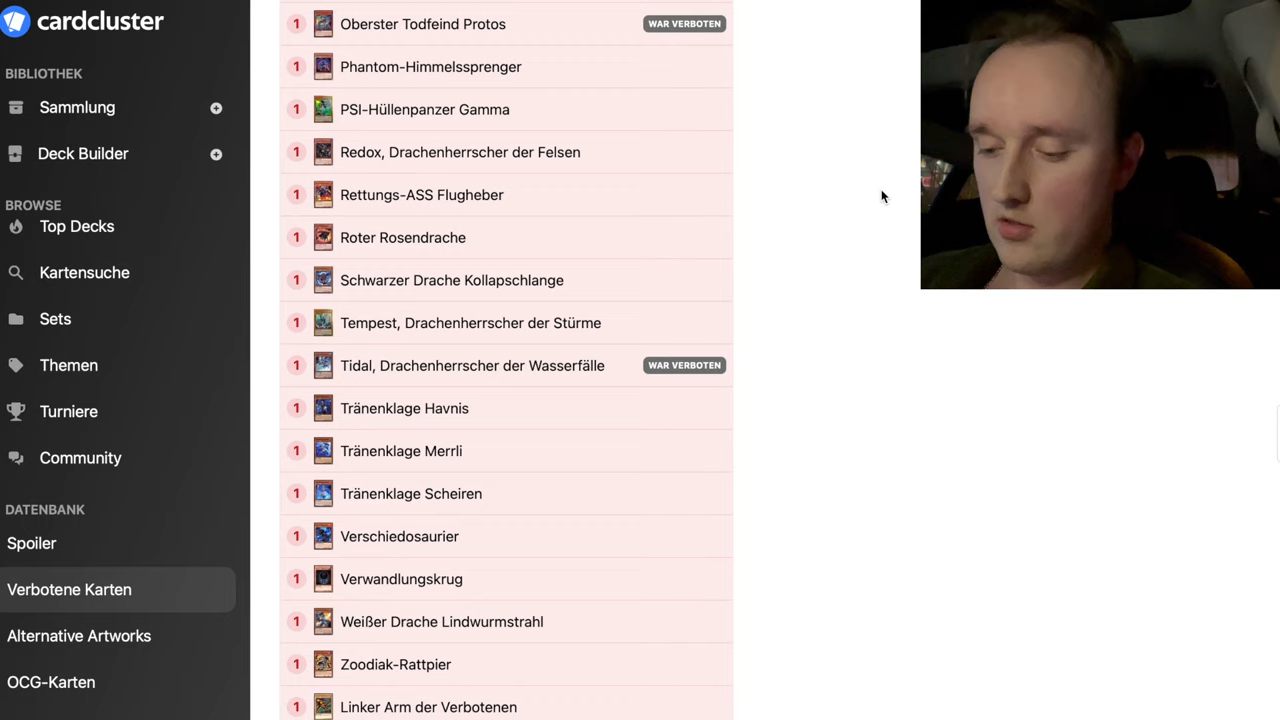 cardcluster
BIBLIOTHEK
Sammlung
Deck Builder
BROWSE
Top Decks
Kartensuche
Sets
Themen
Turniere
Community
DATENBANK
Spoiler
Verbotene Karten
Alternative Artworks
OCG-Karten
1 Oberster Todfeind Protos WAR VERBOTEN
1 Phantom-Himmelssprenger
1 PSI-Hüllenpanzer Gamma
1 Redox, Drachenherrscher der Felsen
1 Rettungs-ASS Flugheber
1 Roter Rosendrache
1 Schwarzer Drache Kollapschlange
1 Tempest, Drachenherrscher der Stürme
1 Tidal, Drachenherrscher der Wasserfälle WAR VERBOTEN
1 Tränenklage Havnis
1 Tränenklage Merrli
1 Tränenklage Scheiren
1 Verschiedosaurier
1 Verwandlungskrug
1 Weißer Drache Lindwurmstrahl
1 Zoodiak-Rattpier
1 Linker Arm der Verbotenen